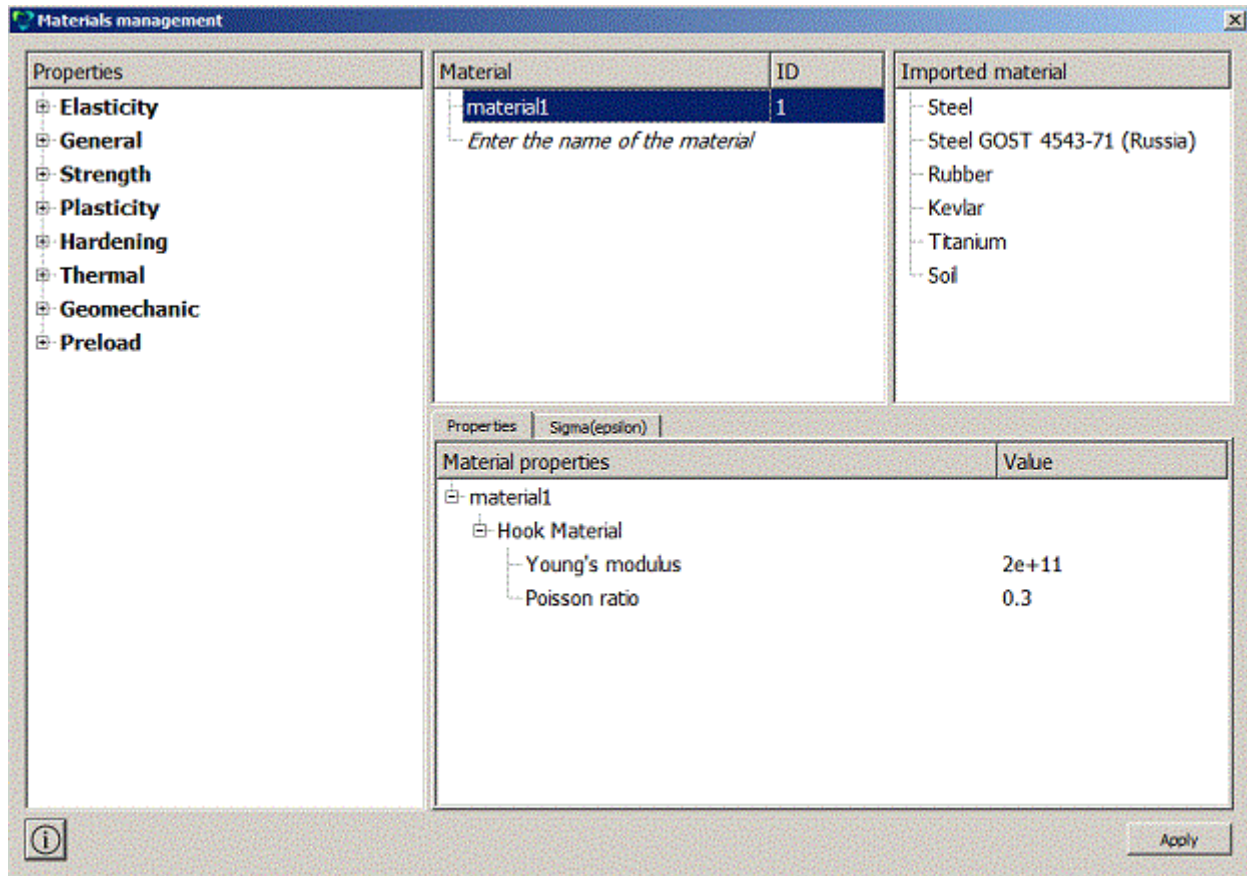 Materials management
Properties
Elasticity
General
Strength
Plasticity
Hardening
Thermal
Geomechanic
Preload
Material ID
material1 1
Enter the name of the material
Imported material
Steel
Steel GOST 4543-71 (Russia)
Rubber
Kevlar
Titanium
Soil
Properties Sigma(epsilon)
Material properties Value
material1
Hook Material
Young's modulus 2e+11
Poisson ratio 0.3
Apply